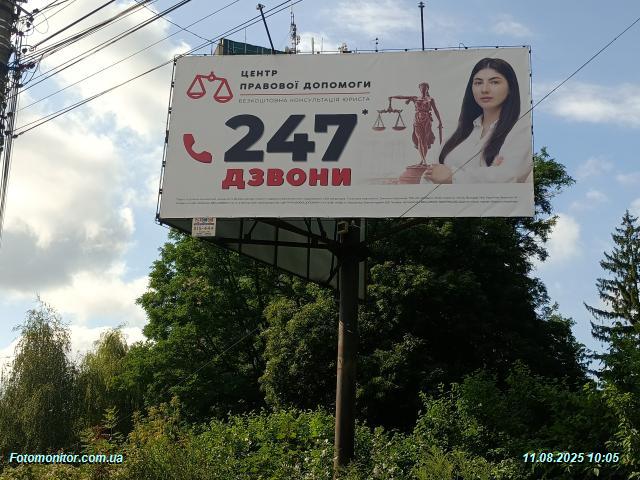 ЦЕНТР
ПРАВОВОЇ ДОПОМОГИ
БЕЗКОШТОВНА КОНСУЛЬТАЦІЯ ЮРИСТА
247*
ДЗВОНИ
Fotomonitor.com.ua
11.08.2025 10:05